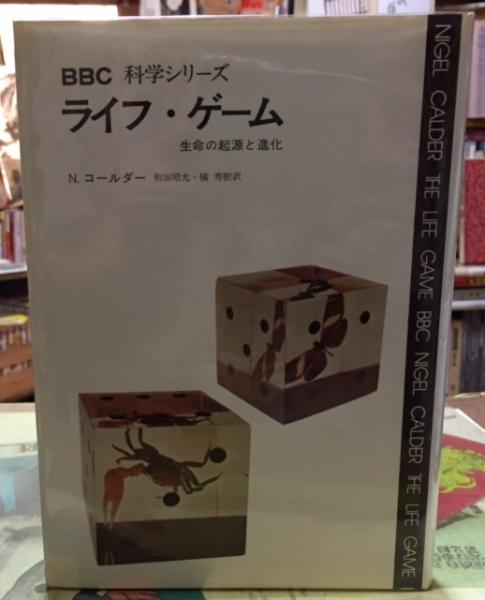 BBC 科学シリーズ
ライフ・ゲーム
生命の起源と進化
N. コールダー 和田昭允・橘 秀樹訳
NIGEL CALDER THE LIFE GAME BBC NIGEL CALDER THE LIFE GAME